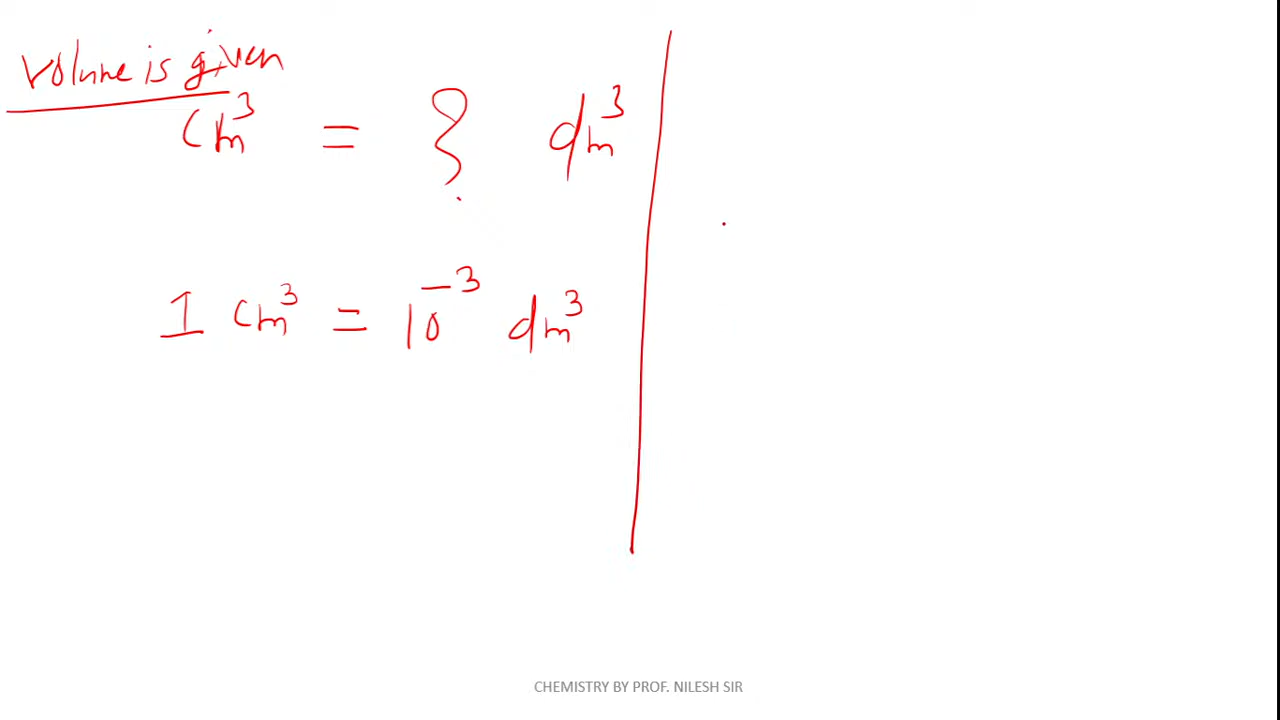 volume is given
cm³ = ? dm³
1 cm³ = 10⁻³ dm³
CHEMISTRY BY PROF. NILESH SIR